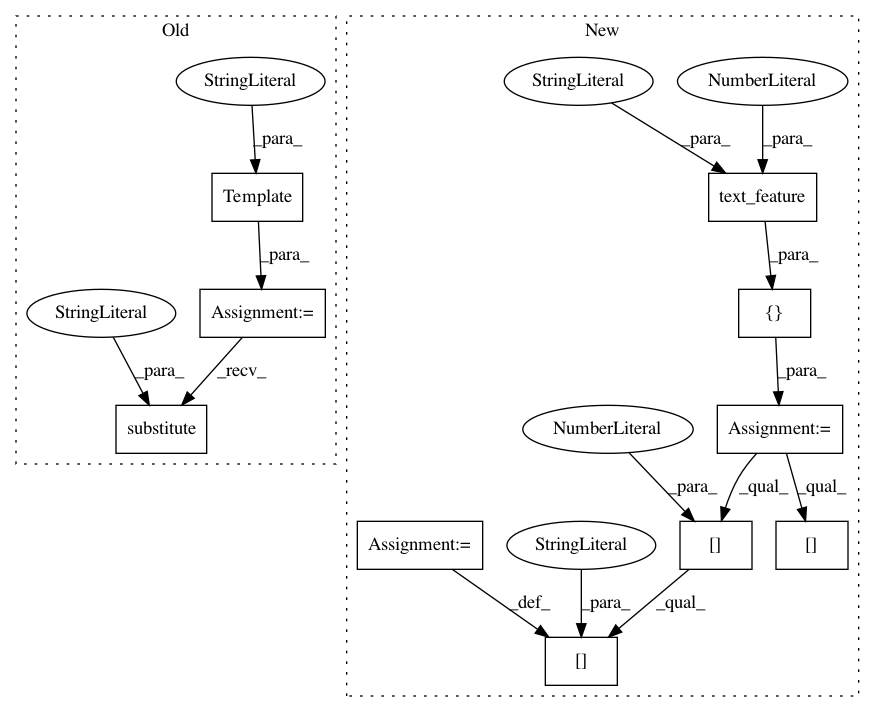 Old
New
StringLiteral
StringLiteral
NumberLiteral
_para_
_para_
_para_
Template
text_feature
_para_
_para_
StringLiteral
Assignment:=
{}
_para_
_recv_
_para_
substitute
NumberLiteral
Assignment:=
_para_
_qual_
_qual_
Assignment:=
StringLiteral
[]
[]
_def_
_para_
_qual_
[]